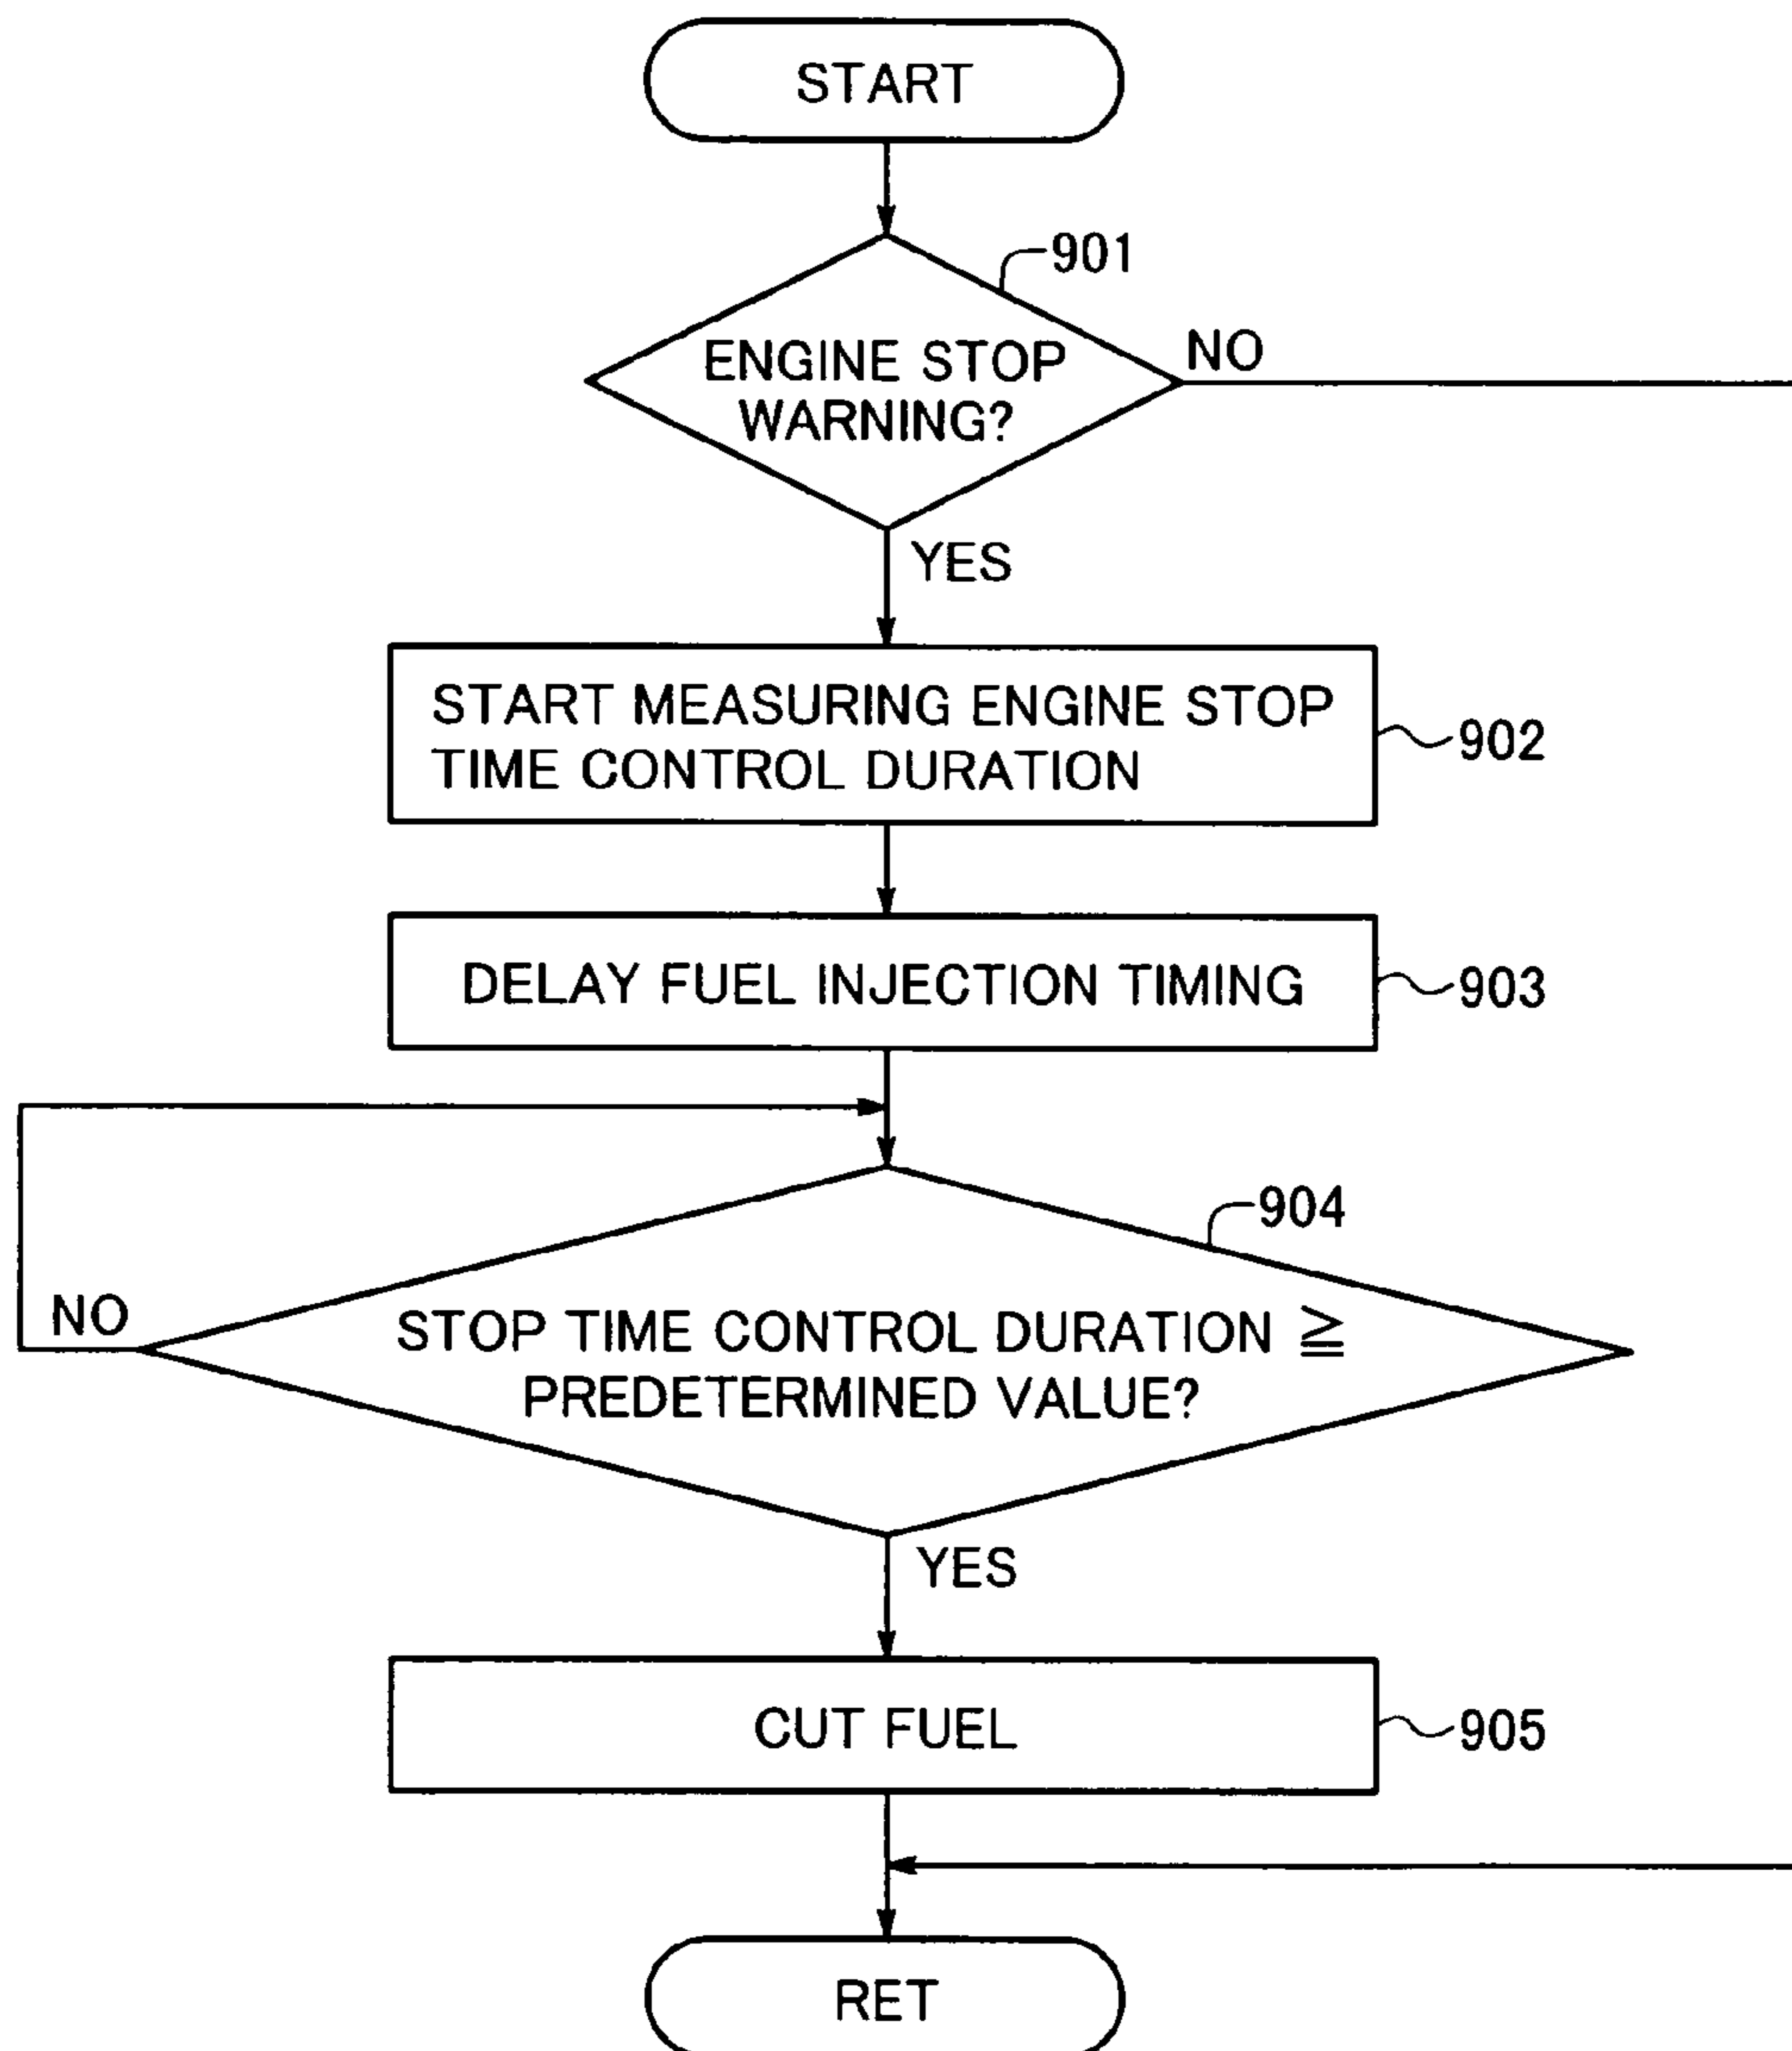 START
901
ENGINE STOP
WARNING?
NO
YES
START MEASURING ENGINE STOP
TIME CONTROL DURATION
902
DELAY FUEL INJECTION TIMING
903
904
NO
STOP TIME CONTROL DURATION ≧
PREDETERMINED VALUE?
YES
CUT FUEL
905
RET